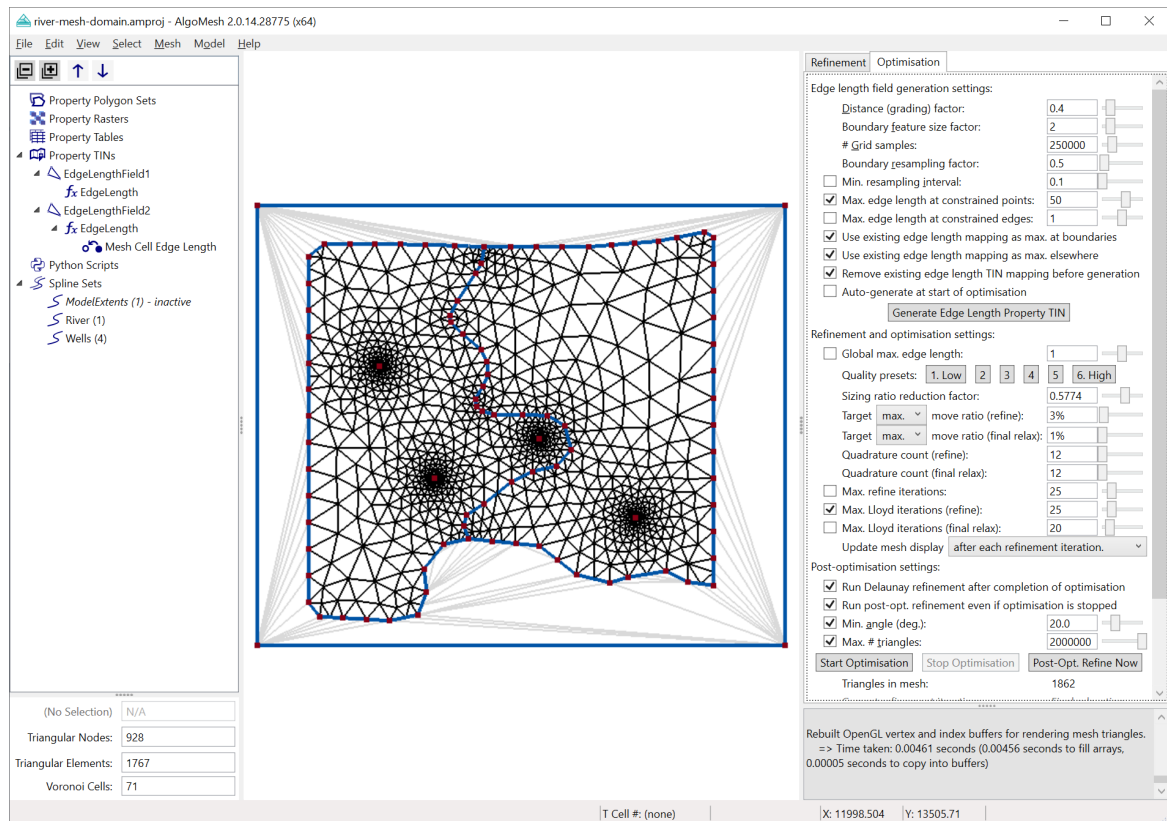 river-mesh-domain.amproj - AlgoMesh 2.0.14.28775 (x64)
File Edit View Select Mesh Model Help
Property Polygon Sets
Property Rasters
Property Tables
Property TINs
EdgeLengthField1
fx EdgeLength
EdgeLengthField2
fx EdgeLength
Mesh Cell Edge Length
Python Scripts
Spline Sets
ModelExtents (1) - inactive
River (1)
Wells (4)
(No Selection) N/A
Triangular Nodes: 928
Triangular Elements: 1767
Voronoi Cells: 71
Refinement Optimisation
Edge length field generation settings:
Distance (grading) factor: 0.4
Boundary feature size factor: 2
# Grid samples: 250000
Boundary resampling factor: 0.5
Min. resampling interval: 0.1
Max. edge length at constrained points: 50
Max. edge length at constrained edges: 1
Use existing edge length mapping as max. at boundaries
Use existing edge length mapping as max. elsewhere
Remove existing edge length TIN mapping before generation
Auto-generate at start of optimisation
Generate Edge Length Property TIN
Refinement and optimisation settings:
Global max. edge length: 1
Quality presets: 1. Low 2 3 4 5 6. High
Sizing ratio reduction factor: 0.5774
Target max. move ratio (refine): 3%
Target max. move ratio (final relax): 1%
Quadrature count (refine): 12
Quadrature count (final relax): 12
Max. refine iterations: 25
Max. Lloyd iterations (refine): 25
Max. Lloyd iterations (final relax): 20
Update mesh display after each refinement iteration.
Post-optimisation settings:
Run Delaunay refinement after completion of optimisation
Run post-opt. refinement even if optimisation is stopped
Min. angle (deg.): 20.0
Max. # triangles: 2000000
Start Optimisation Stop Optimisation Post-Opt. Refine Now
Triangles in mesh: 1862
Rebuilt OpenGL vertex and index buffers for rendering mesh triangles.
=> Time taken: 0.00461 seconds (0.00456 seconds to fill arrays,
0.00005 seconds to copy into buffers)
T Cell #: (none) X: 11998.504 Y: 13505.71